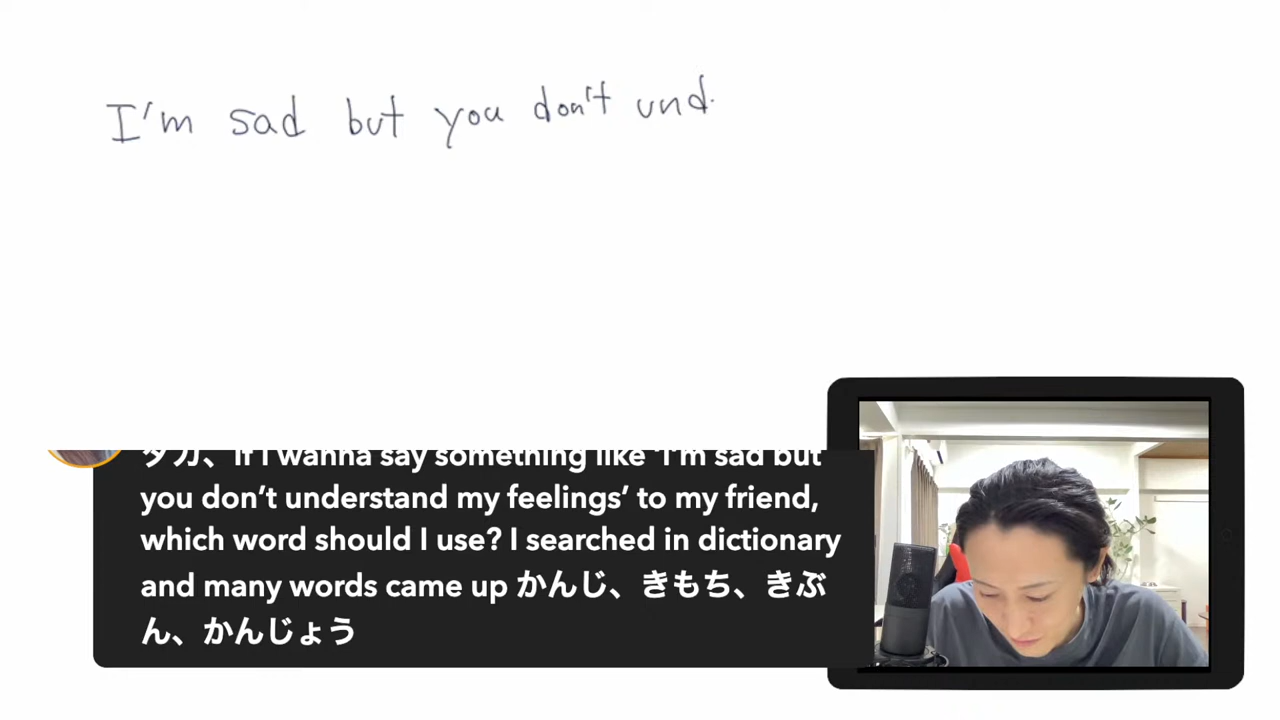 I'm sad but you don't und.
タカ、if I wanna say something like 'I'm sad but
you don't understand my feelings' to my friend,
which word should I use? I searched in dictionary
and many words came up かんじ、きもち、きぶ
ん、かんじょう